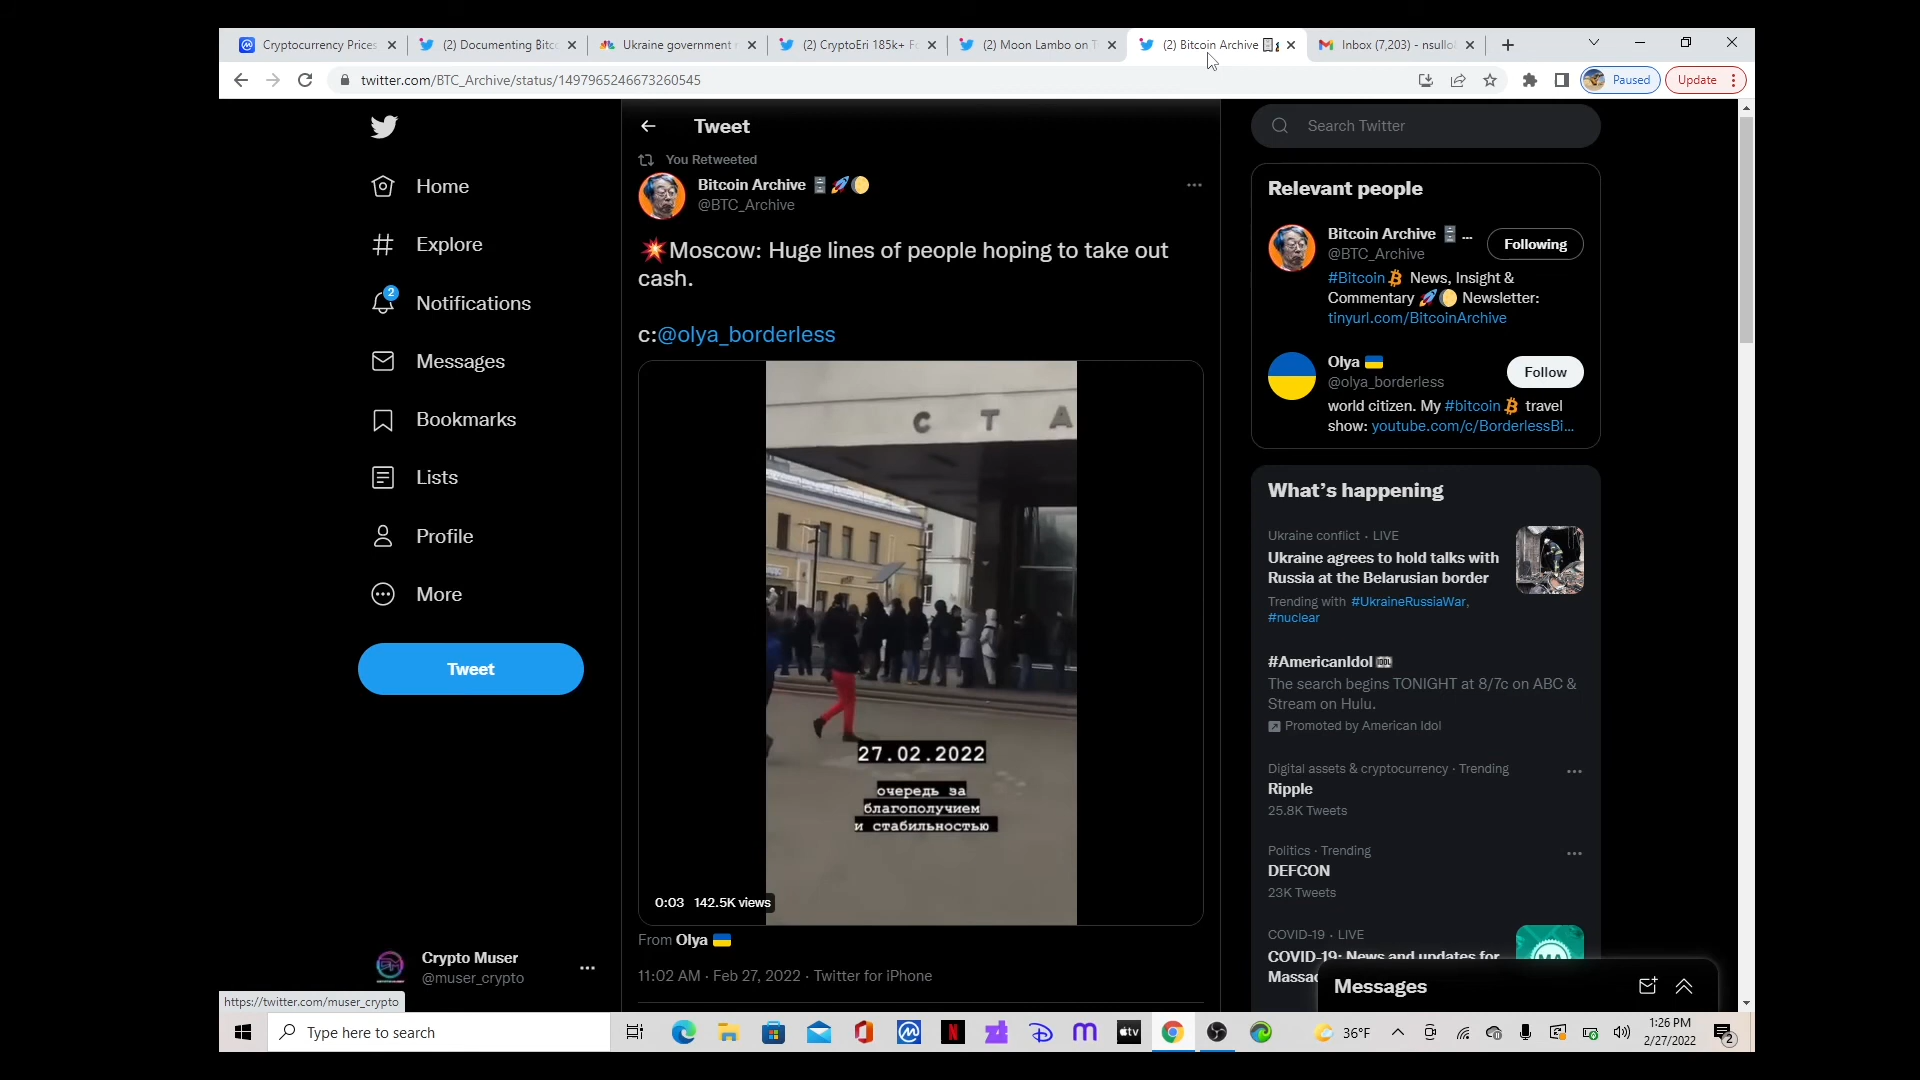 Cryptocurrency Prices
(2) Documenting Bitco
Ukraine government
(2) CryptoEri 185k+ Fo
(2) Moon Lambo on T
(2) Bitcoin Archive
Inbox (7,203) - nsullo
twitter.com/BTC_Archive/status/1497965246673260545
Paused
Update
Home
Explore
2
Notifications
Messages
Bookmarks
Lists
Profile
More
Tweet
Crypto Muser
@muser_crypto
https://twitter.com/muser_crypto
Tweet
You Retweeted
Bitcoin Archive 🗄🚀🌔
@BTC_Archive
💥Moscow: Huge lines of people hoping to take out
cash.
c:@olya_borderless
С Т А
27.02.2022
очередь за
благополучием
и стабильностью
0:03 142.5K views
From Olya 🇺🇦
11:02 AM · Feb 27, 2022 · Twitter for iPhone
Search Twitter
Relevant people
Bitcoin Archive 🗄 ...
@BTC_Archive
Following
#Bitcoin₿ News, Insight &
Commentary 🚀🌔 Newsletter:
tinyurl.com/BitcoinArchive
Olya 🇺🇦
@olya_borderless
Follow
world citizen. My #bitcoin₿ travel
show: youtube.com/c/BorderlessBi...
What's happening
Ukraine conflict · LIVE
Ukraine agrees to hold talks with
Russia at the Belarusian border
Trending with #UkraineRussiaWar,
#nuclear
#AmericanIdol
The search begins TONIGHT at 8/7c on ABC &
Stream on Hulu.
Promoted by American Idol
Digital assets & cryptocurrency · Trending
Ripple
25.8K Tweets
Politics · Trending
DEFCON
23K Tweets
COVID-19 · LIVE
COVID-19: News and updates for
Massac
Messages
Type here to search
36°F
1:26 PM
2/27/2022
2